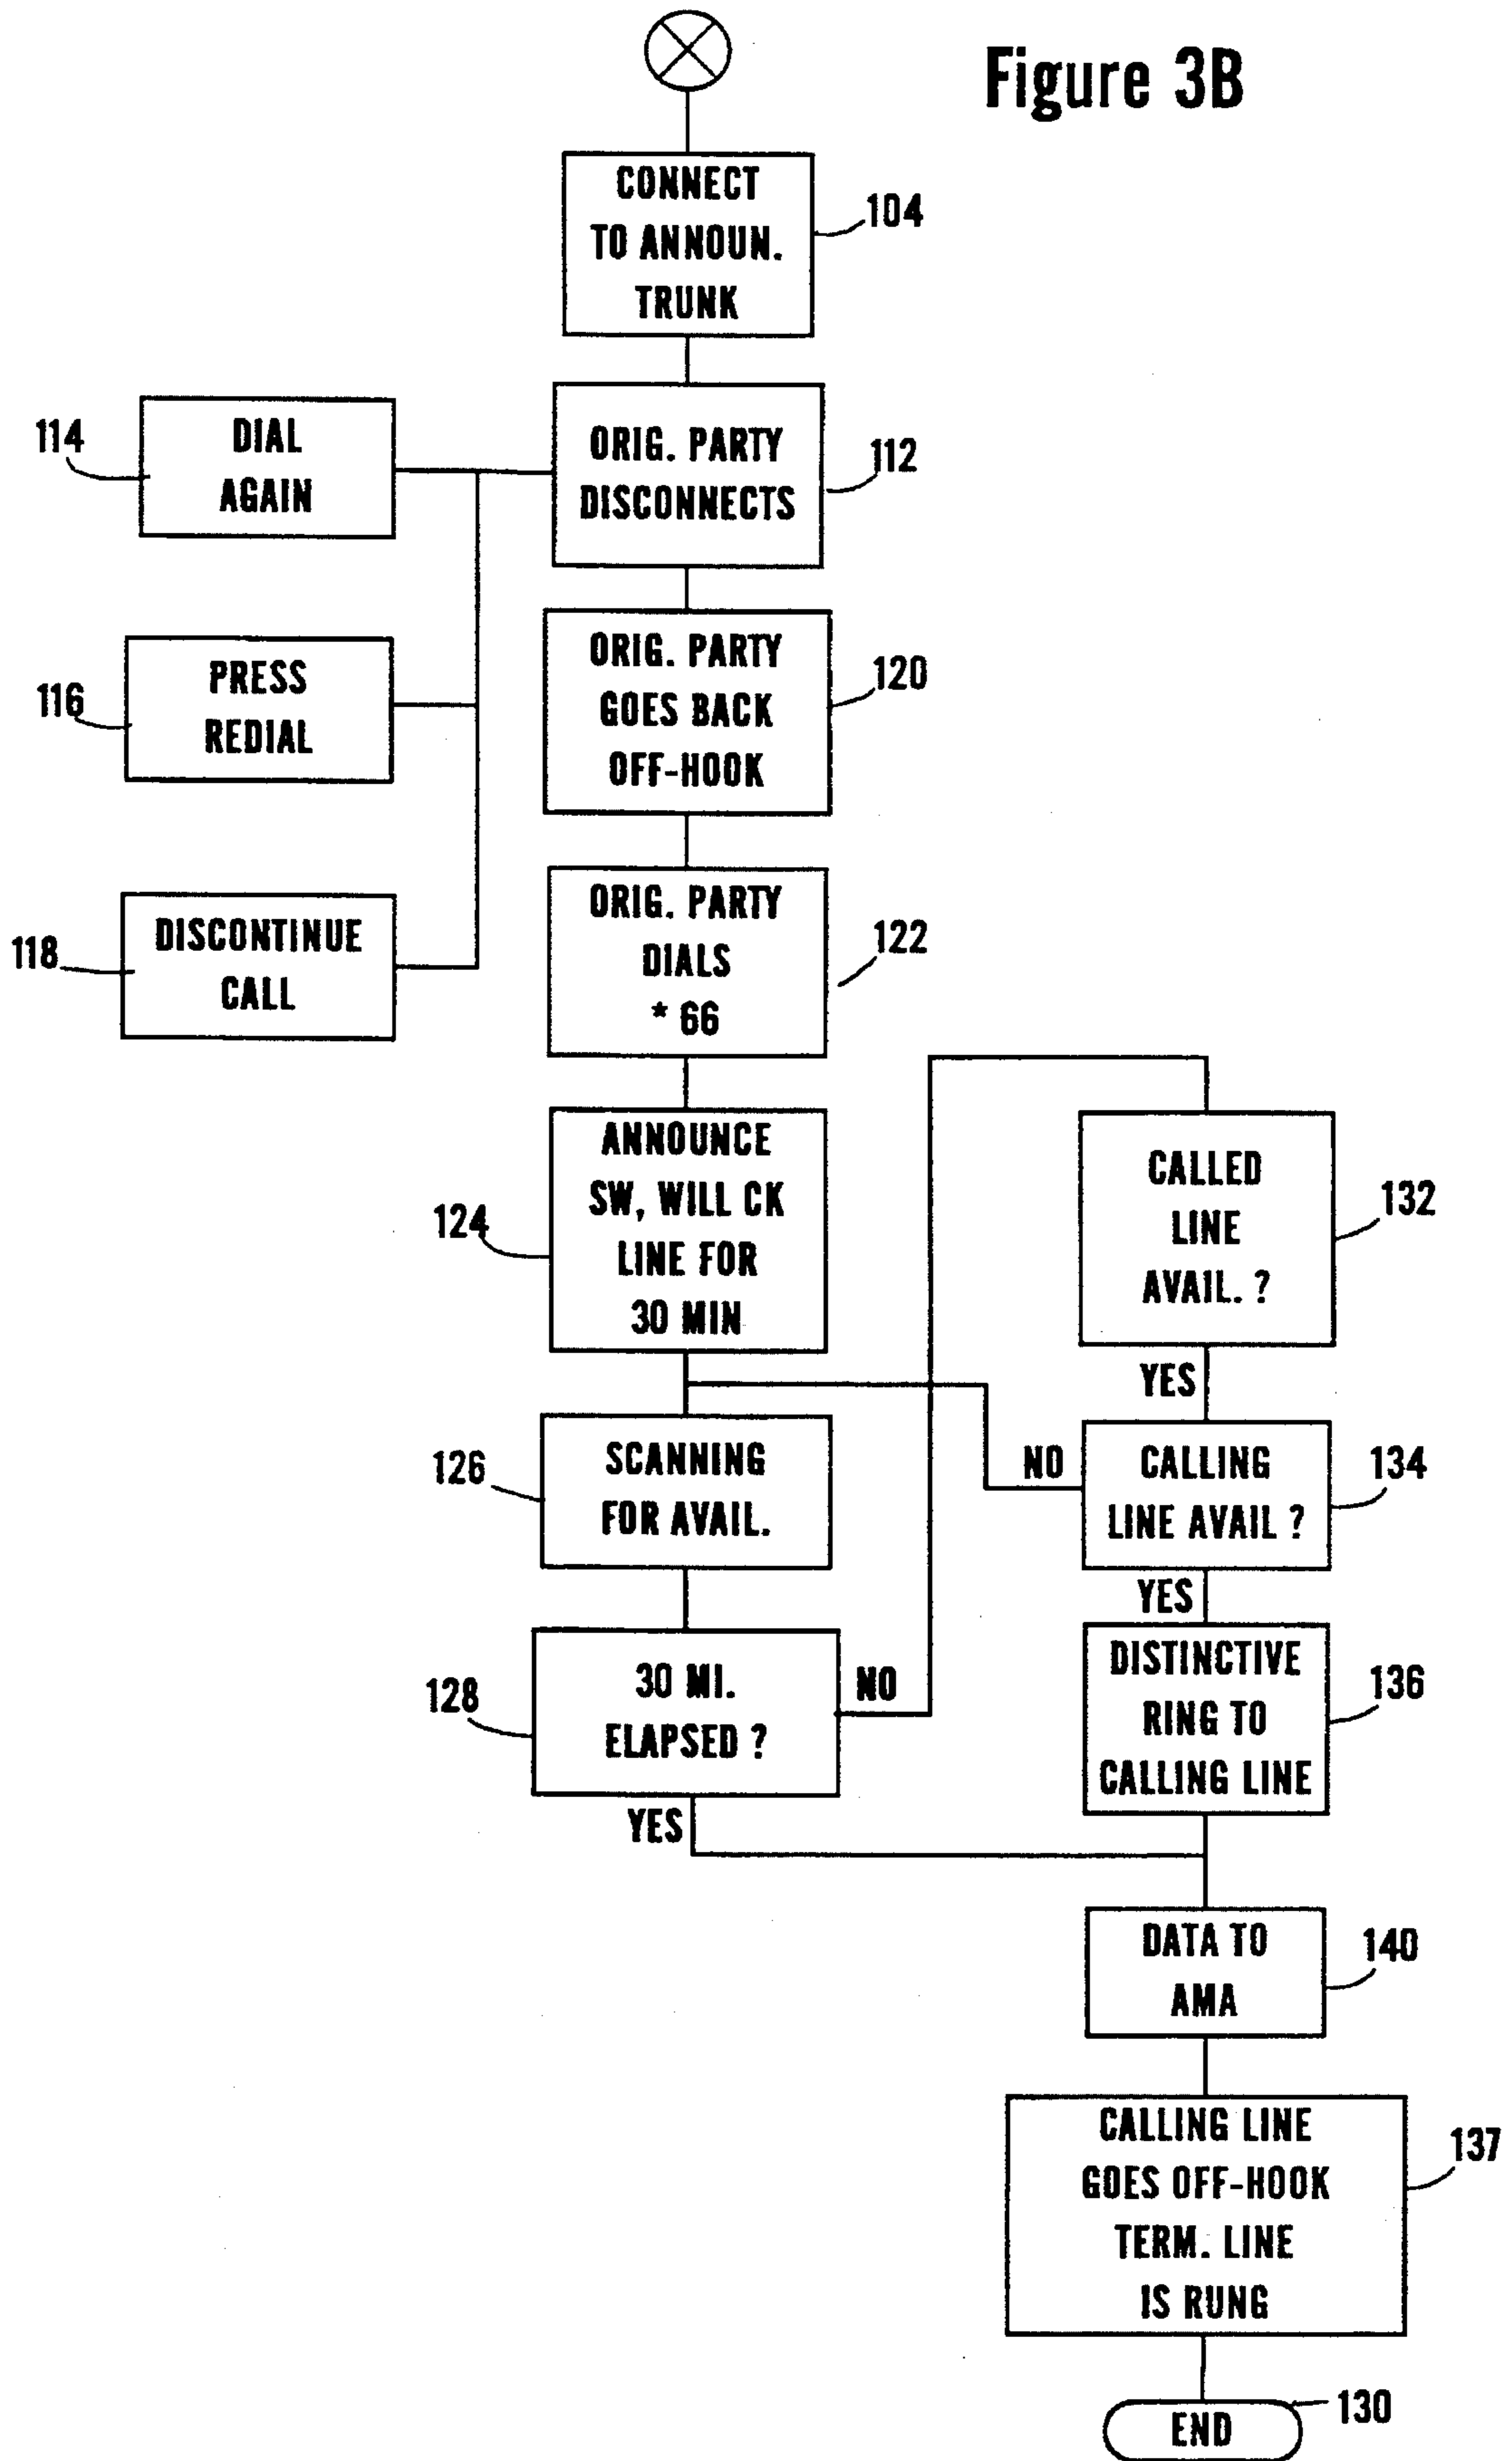 Figure 3B
CONNECT
TO ANNOUN.
TRUNK
104
114
DIAL
AGAIN
ORIG. PARTY
DISCONNECTS
112
116
PRESS
REDIAL
ORIG. PARTY
GOES BACK
OFF-HOOK
120
118
DISCONTINUE
CALL
ORIG. PARTY
DIALS
* 66
122
124
ANNOUNCE
SW, WILL CK
LINE FOR
30 MIN
CALLED
LINE
AVAIL. ?
132
YES
126
SCANNING
FOR AVAIL.
NO
CALLING
LINE AVAIL ?
134
YES
128
30 MI.
ELAPSED ?
NO
YES
DISTINCTIVE
RING TO
CALLING LINE
136
DATA TO
AMA
140
CALLING LINE
GOES OFF-HOOK
TERM. LINE
IS RUNG
137
END
130